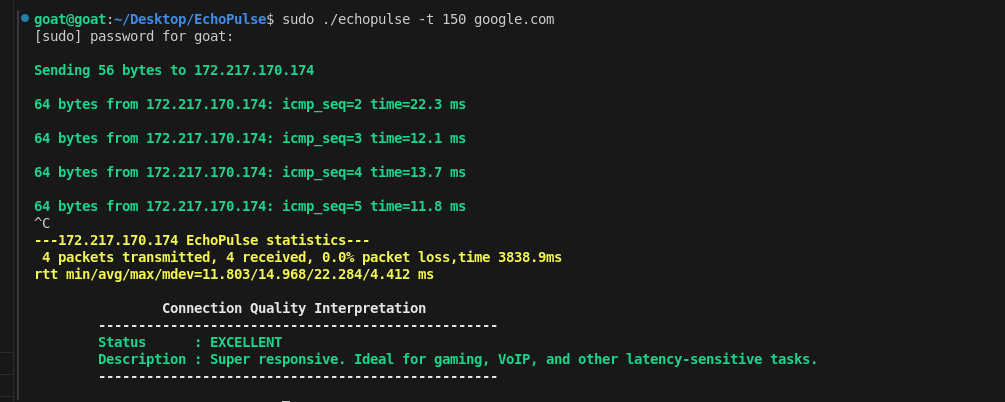 goat@goat:~/Desktop/EchoPulse$ sudo ./echopulse -t 150 google.com
[sudo] password for goat:
Sending 56 bytes to 172.217.170.174
64 bytes from 172.217.170.174: icmp_seq=2 time=22.3 ms
64 bytes from 172.217.170.174: icmp_seq=3 time=12.1 ms
64 bytes from 172.217.170.174: icmp_seq=4 time=13.7 ms
64 bytes from 172.217.170.174: icmp_seq=5 time=11.8 ms
^C
---172.217.170.174 EchoPulse statistics---
4 packets transmitted, 4 received, 0.0% packet loss,time 3838.9ms
rtt min/avg/max/mdev=11.803/14.968/22.284/4.412 ms
Connection Quality Interpretation
--------------------------------------------------
Status : EXCELLENT
Description : Super responsive. Ideal for gaming, VoIP, and other latency-sensitive tasks.
--------------------------------------------------